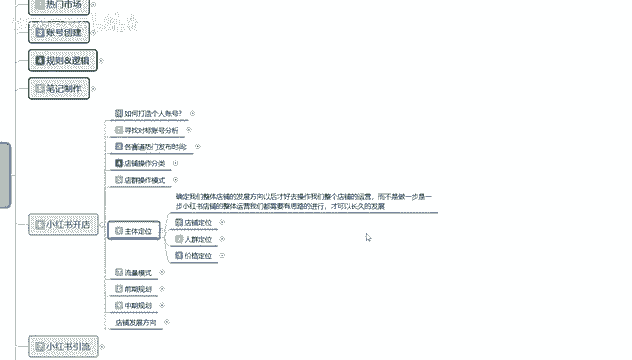 热门市场
账号创建
规则&逻辑
笔记制作
如何打造个人账号?
寻找对标账号分析
各赛道热门发布时间:
店铺操作分类
店群操作模式
确定我们整体店铺的发展方向以后才好去操作我们整个店铺的运营,而不是做一步是一
步小红书店铺的整体运营我们都需要有思路的进行,才可以长久的发展
小红书开店
主体定位
店铺定位
人群定位
价格定位
流量模式
前期规划
中期规划
店铺发展方向
小红书引流